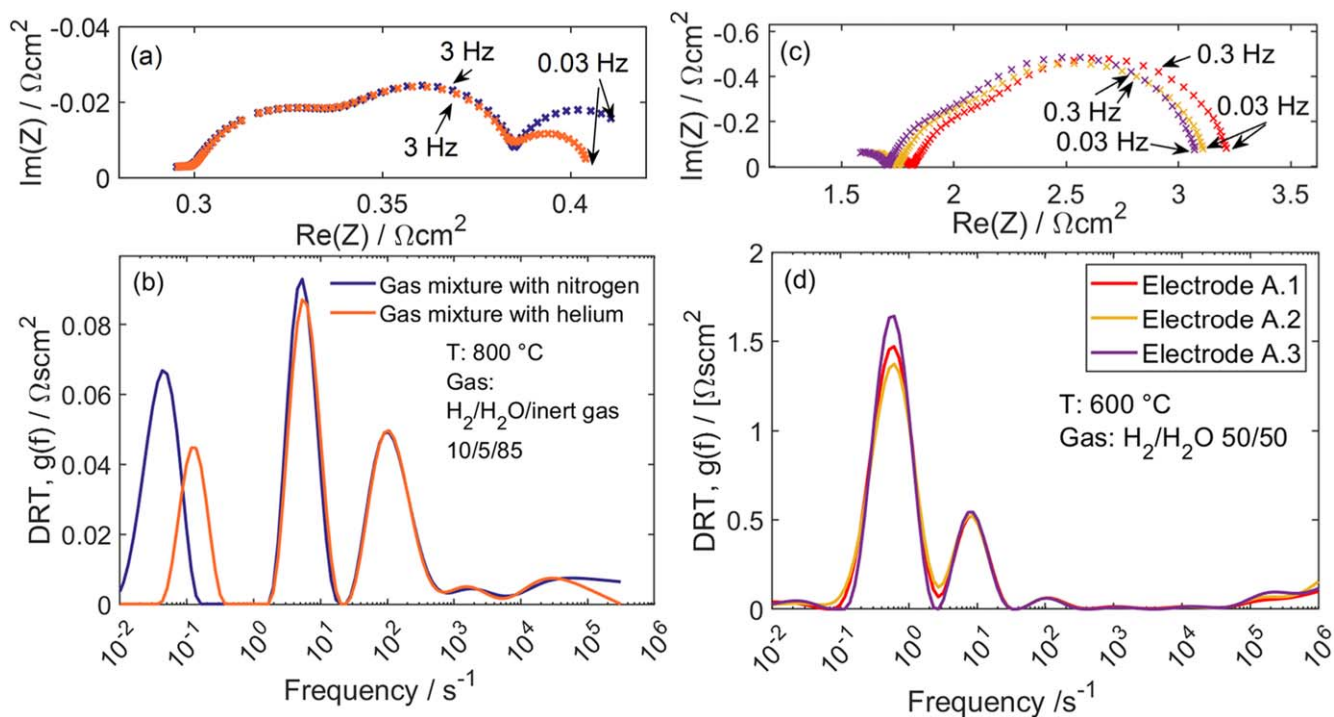 (a)
-0.04
-0.02
0
Im(Z) / Ωcm²
3 Hz
3 Hz
0.03 Hz
0.3
0.35
0.4
Re(Z) / Ωcm²
(c)
-0.6
-0.4
-0.2
0
Im(Z) / Ωcm²
0.3 Hz
0.3 Hz
0.03 Hz
0.03 Hz
1.5
2
2.5
3
3.5
Re(Z) / Ωcm²
(b)
Gas mixture with nitrogen
Gas mixture with helium
T: 800 °C
Gas:
H₂/H₂O/inert gas
10/5/85
0.08
0.06
0.04
0.02
0
DRT, g(f) / Ωscm²
10⁻²
10⁻¹
10⁰
10¹
10²
10³
10⁴
10⁵
10⁶
Frequency / s⁻¹
(d)
Electrode A.1
Electrode A.2
Electrode A.3
T: 600 °C
Gas: H₂/H₂O 50/50
2
1.5
1
0.5
0
DRT, g(f) / [Ωscm²
10⁻²
10⁻¹
10⁰
10¹
10²
10³
10⁴
10⁵
10⁶
Frequency / s⁻¹